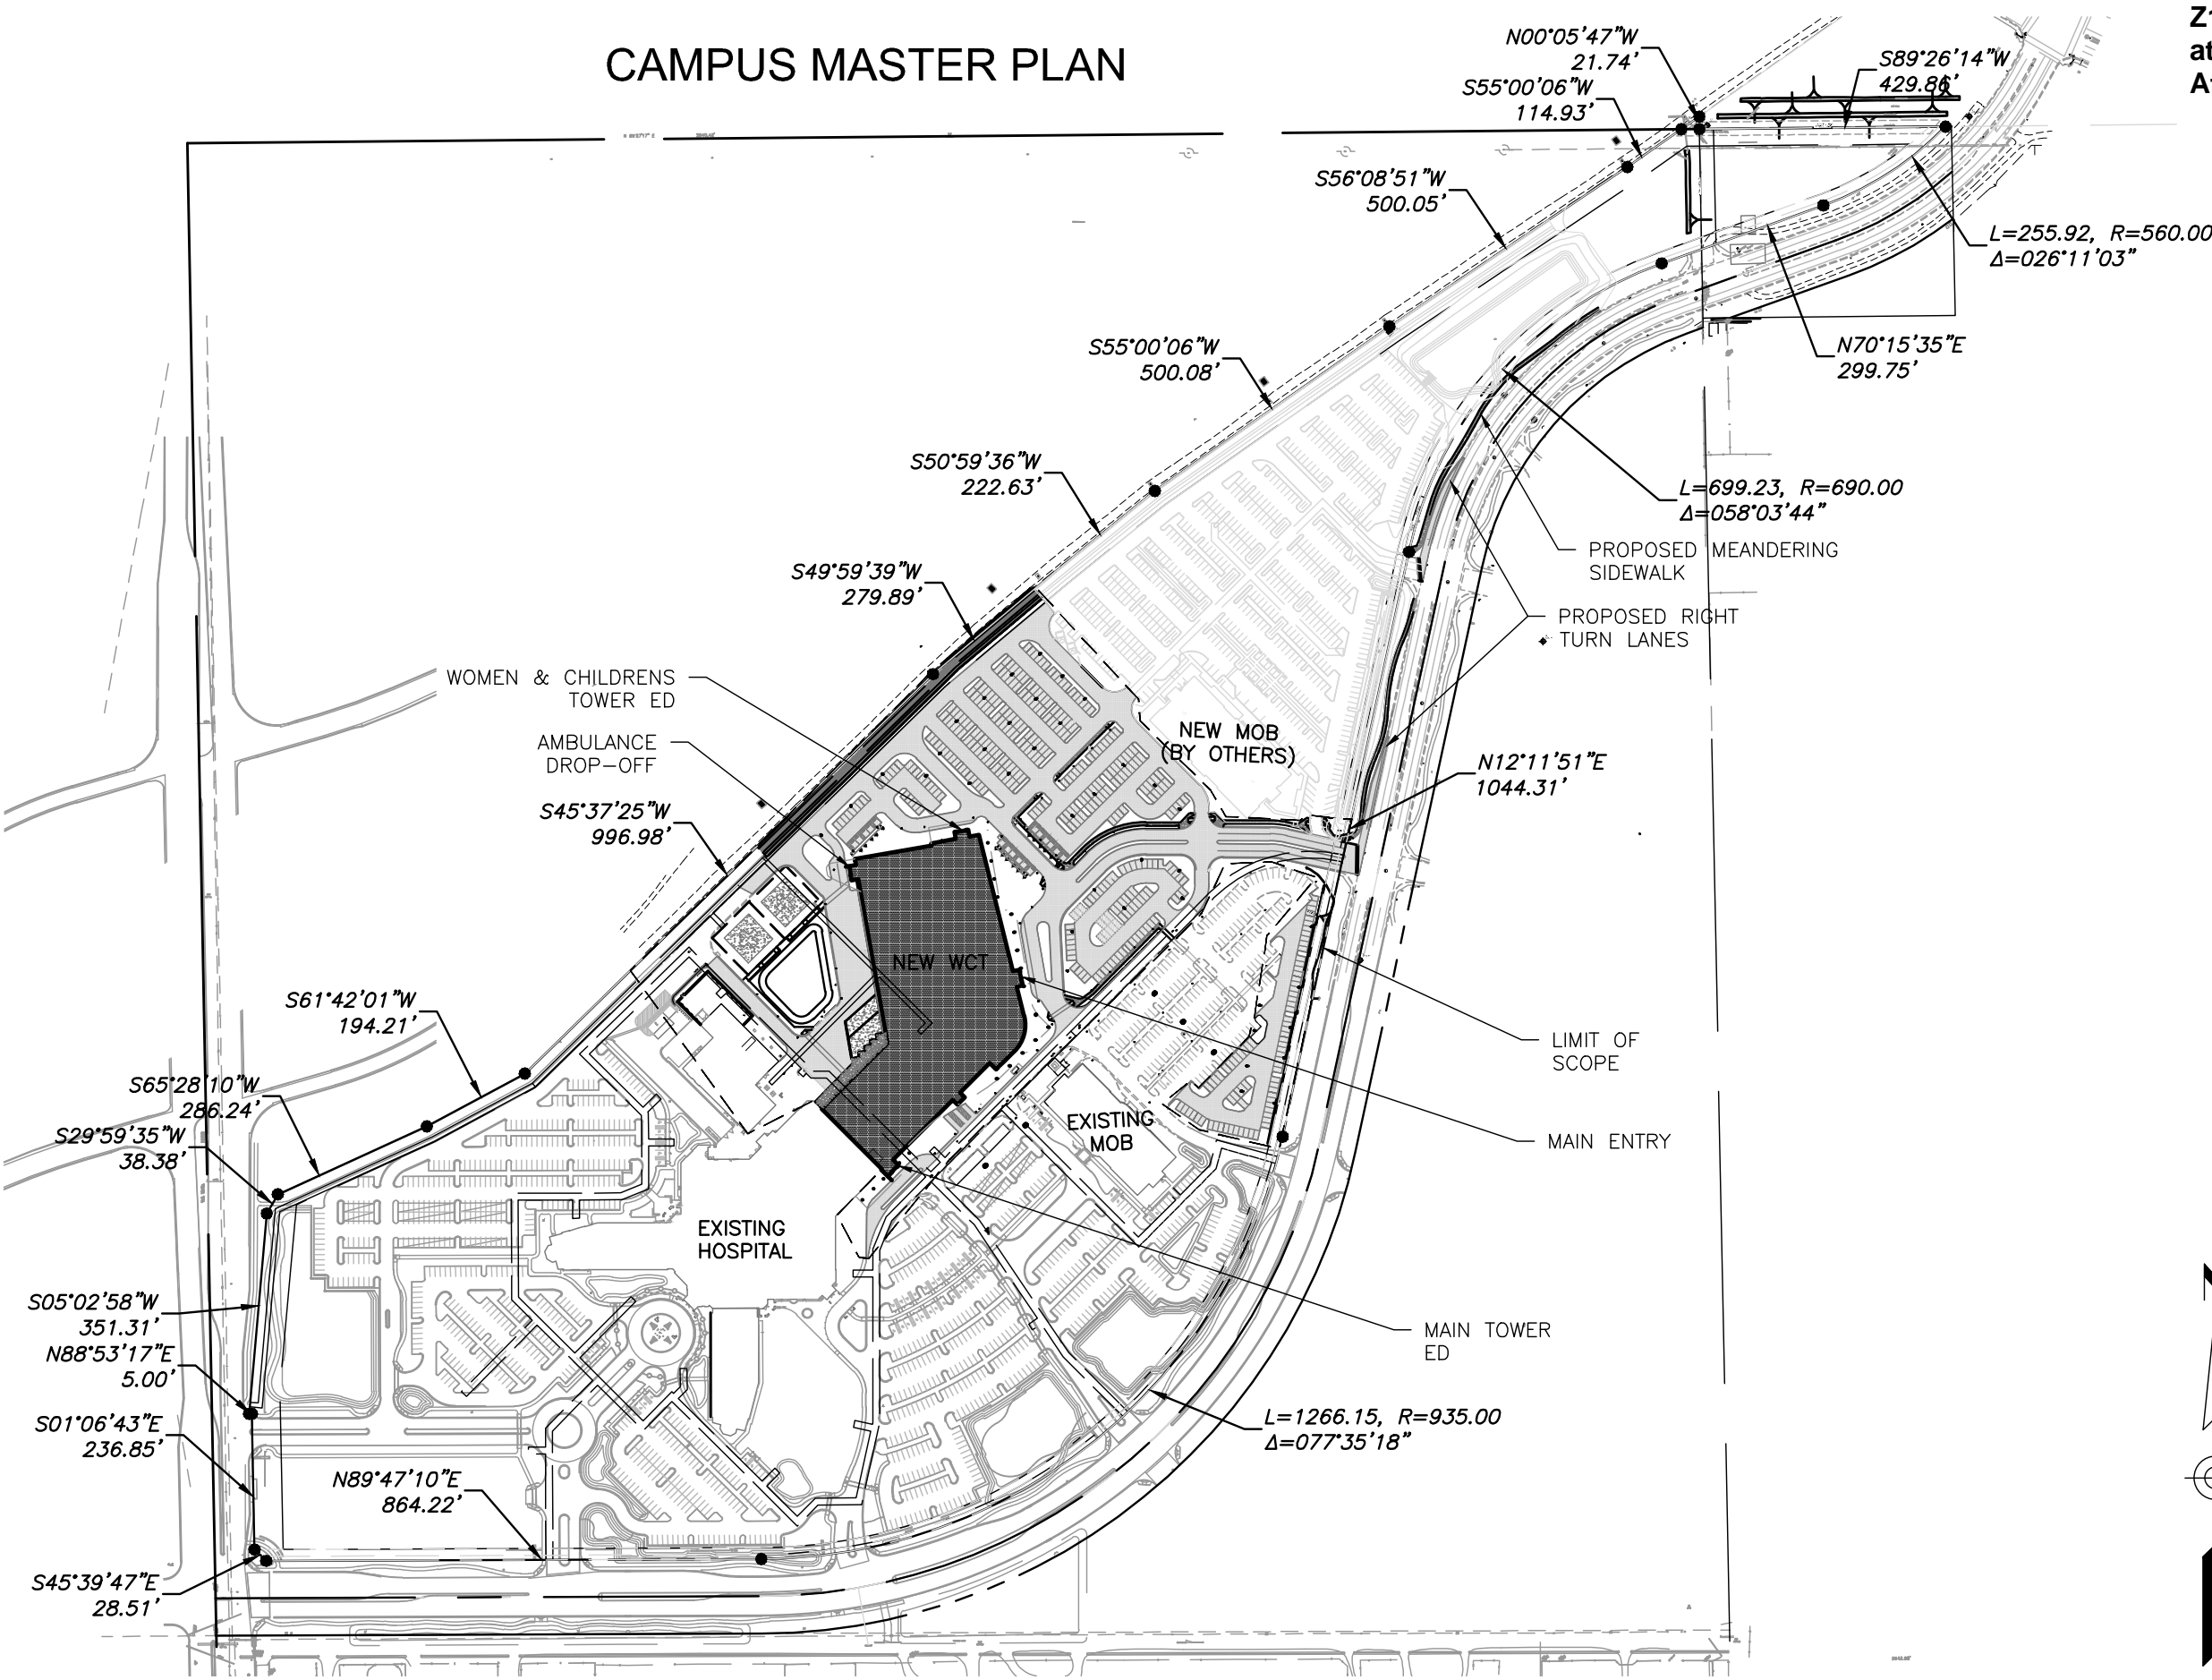 CAMPUS MASTER PLAN
N00°05'47"W
21.74'
S89°26'14"W
429.86'
S55°00'06"W
114.93'
S56°08'51"W
500.05'
L=255.92, R=560.00
Δ=026°11'03"
S55°00'06"W
500.08'
N70°15'35"E
299.75'
S50°59'36"W
222.63'
L=699.23, R=690.00
Δ=058°03'44"
PROPOSED MEANDERING
SIDEWALK
S49°59'39"W
279.89'
PROPOSED RIGHT
TURN LANES
WOMEN & CHILDRENS
TOWER ED
AMBULANCE
DROP-OFF
NEW MOB
(BY OTHERS)
N12°11'51"E
1044.31'
S45°37'25"W
996.98'
NEW WCT
S61°42'01"W
194.21'
LIMIT OF
SCOPE
S65°28'10"W
286.24'
S29°59'35"W
38.38'
EXISTING
MOB
MAIN ENTRY
EXISTING
HOSPITAL
S05°02'58"W
351.31'
N88°53'17"E
5.00'
MAIN TOWER
ED
S01°06'43"E
236.85'
L=1266.15, R=935.00
Δ=077°35'18"
N89°47'10"E
864.22'
S45°39'47"E
28.51'